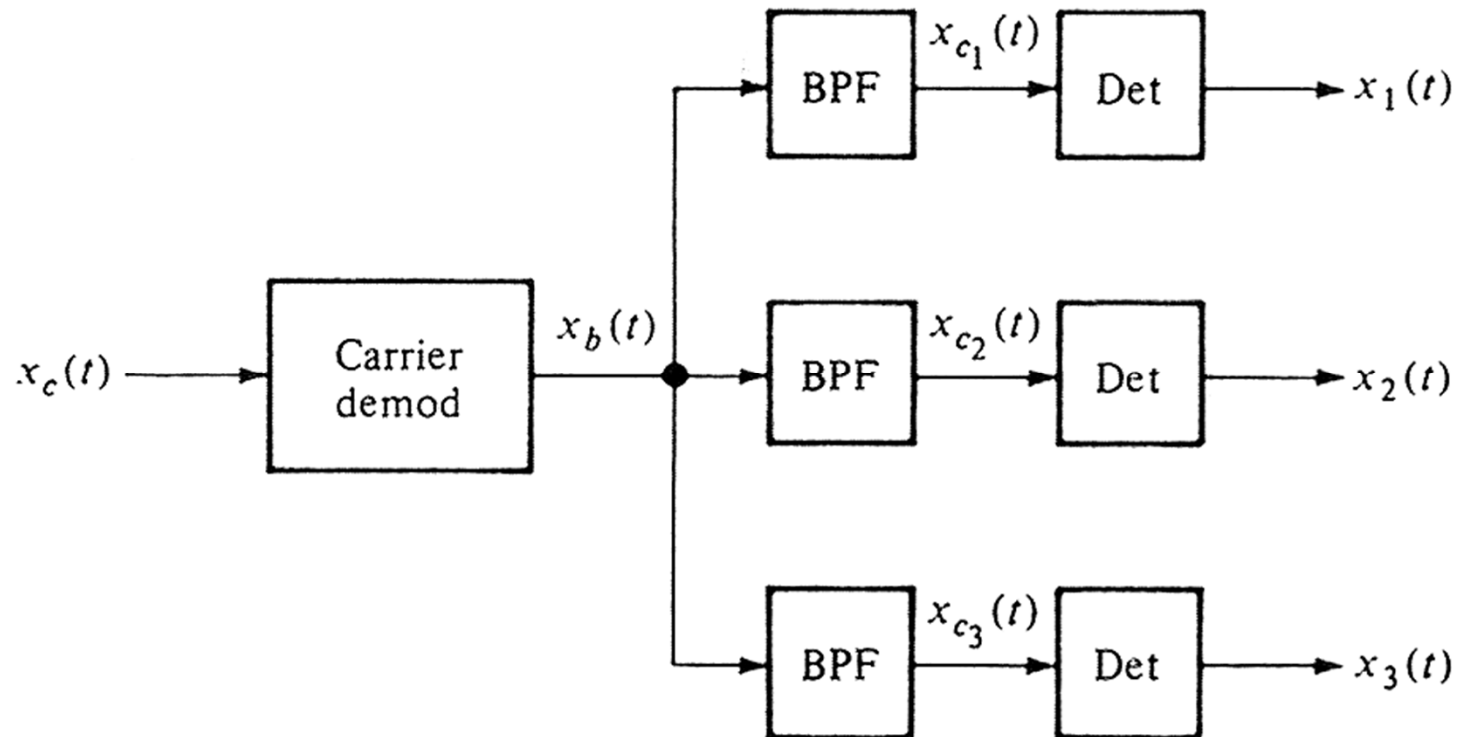 BPF
x_{c_1}(t)
Det
x_1(t)
x_c(t)
Carrier
demod
x_b(t)
BPF
x_{c_2}(t)
Det
x_2(t)
BPF
x_{c_3}(t)
Det
x_3(t)